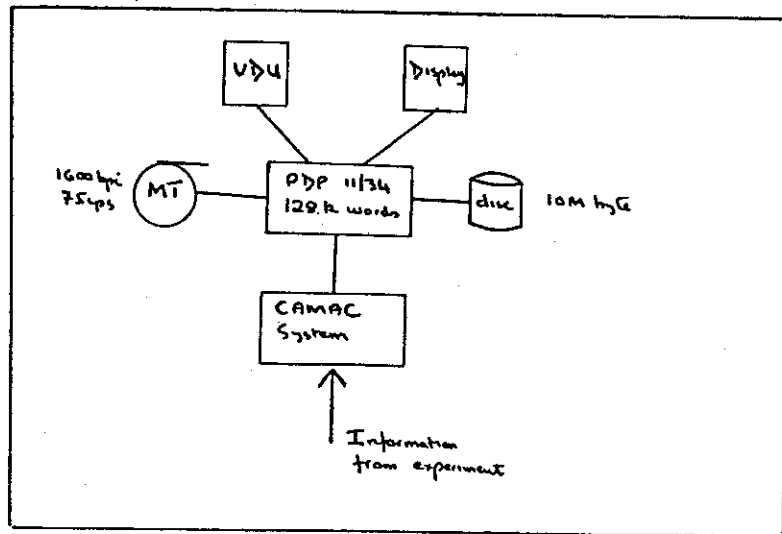 VDU
Display
1600 bpi
75 ips
MT
PDP 11/34
128.k words
disc
10M byte
CAMAC
System
Information
from experiment